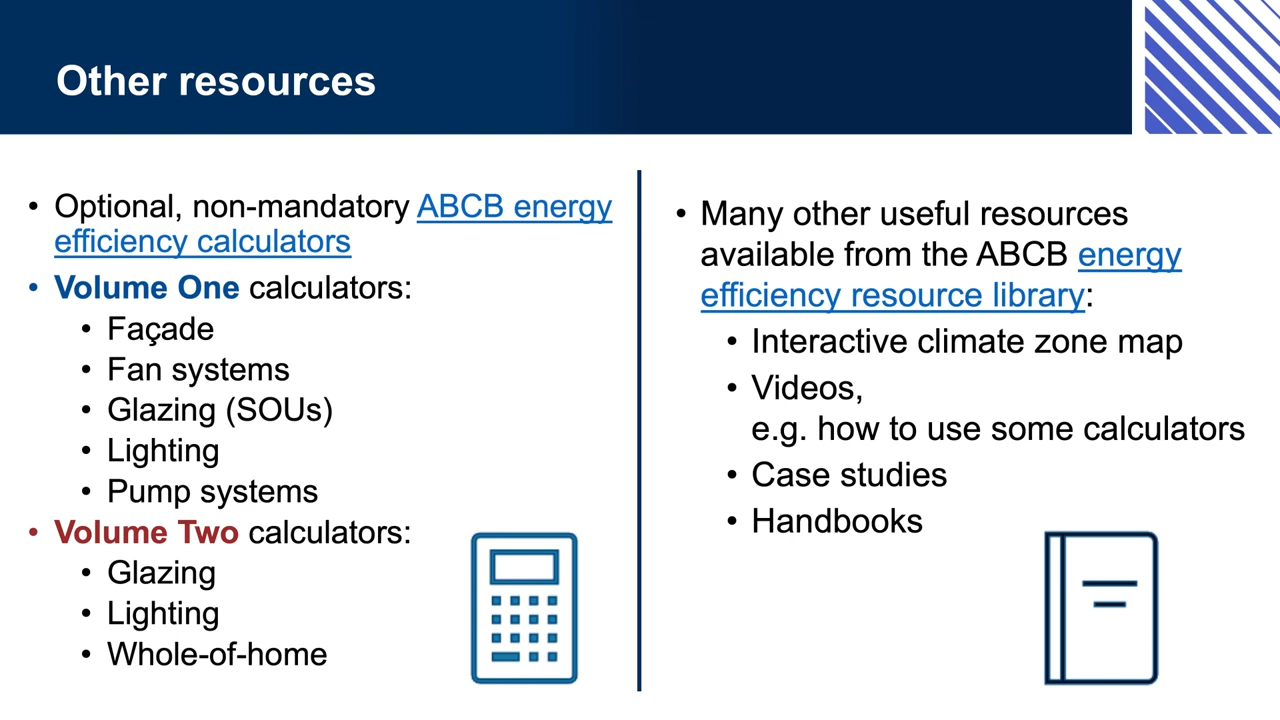 Other resources
• Optional, non-mandatory ABCB energy
efficiency calculators
• Volume One calculators:
• Façade
• Fan systems
• Glazing (SOUs)
• Lighting
• Pump systems
• Volume Two calculators:
• Glazing
• Lighting
• Whole-of-home
• Many other useful resources
available from the ABCB energy
efficiency resource library:
• Interactive climate zone map
• Videos,
e.g. how to use some calculators
• Case studies
• Handbooks